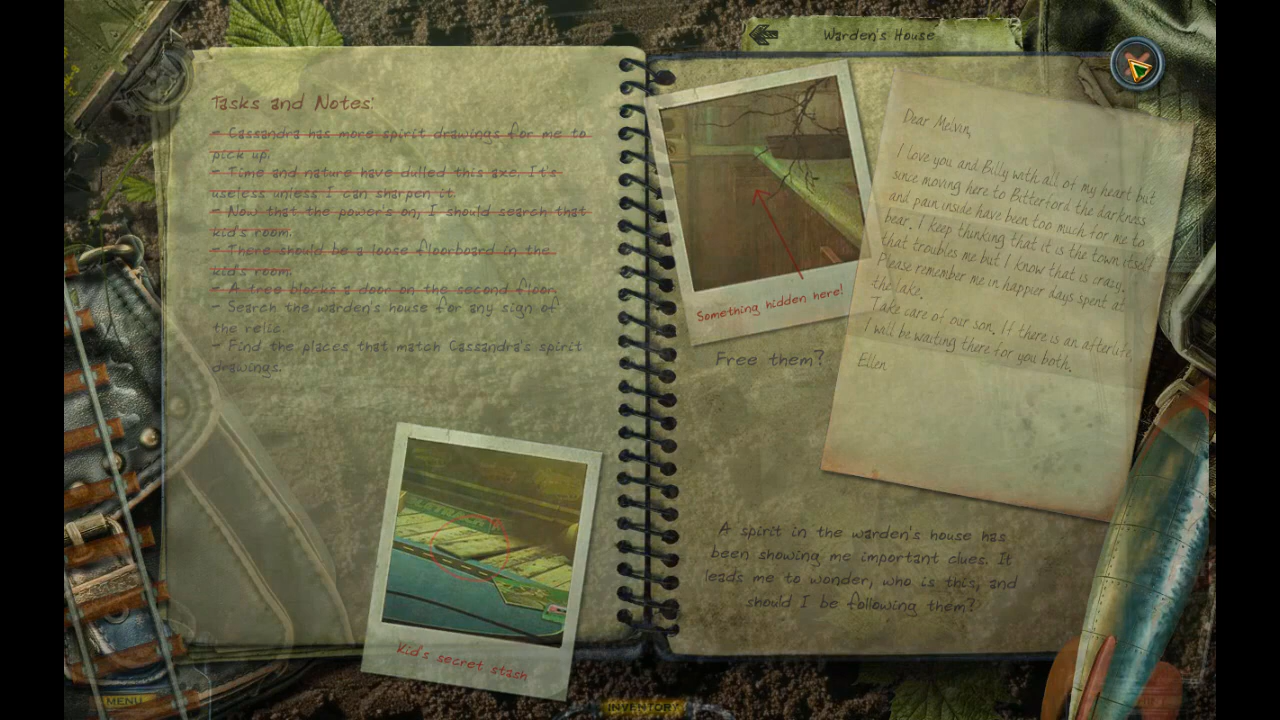 Warden's House
Tasks and Notes:
- Cassandra has more spirit drawings for me to
pick up.
- Time and nature have dulled this axe. It's
useless unless I can sharpen it.
- Now that the power's on, I should search that
kid's room.
- There should be a loose floorboard in the
kid's room.
- A tree blocks a door on the second floor.
- Search the warden's house for any sign of
the relic.
- Find the places that match Cassandra's spirit
drawings.
Kid's secret stash
Something hidden here!
Free them?
Dear Melvin,
I love you and Billy with all of my heart but
since moving here to Bitterford the darkness
and pain inside have been too much for me to
bear. I keep thinking that it is the town itself
that troubles me but I know that is crazy.
Please remember me in happier days spent at
the lake.
Take care of our son. If there is an afterlife,
I will be waiting there for you both.
Ellen
A spirit in the warden's house has
been showing me important clues. It
leads me to wonder, who is this, and
should I be following them?
MENU
INVENTORY